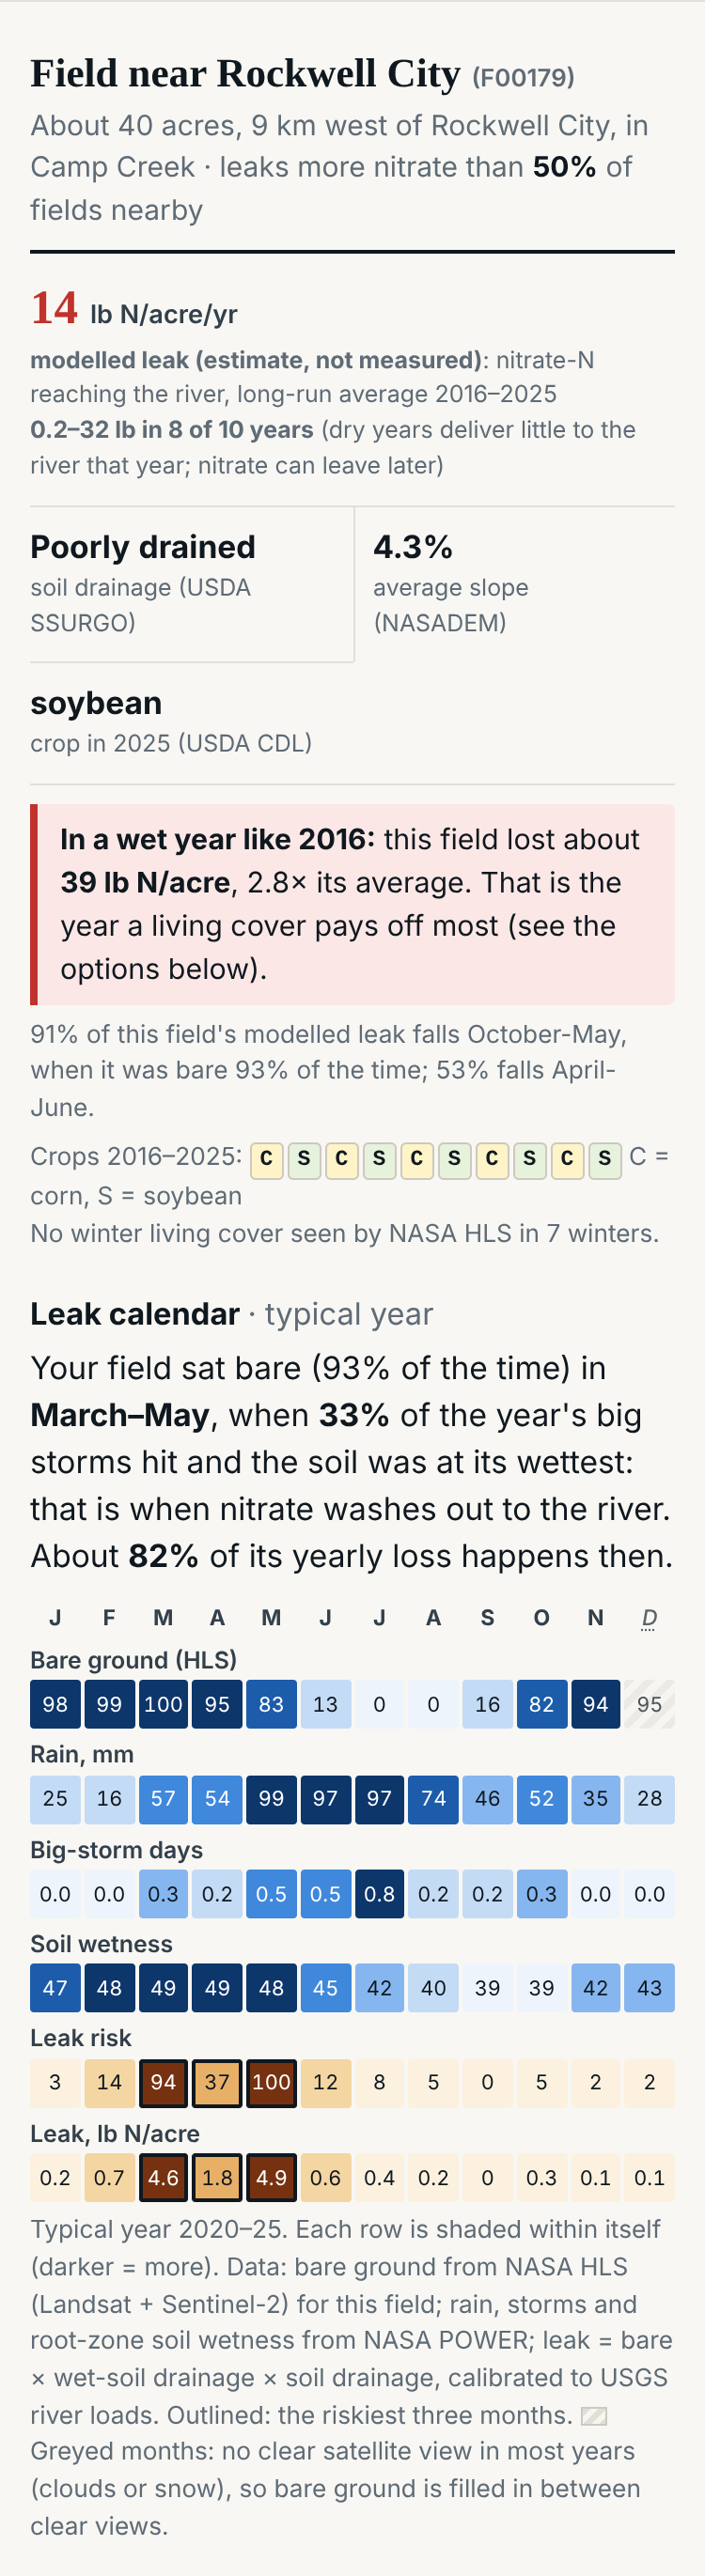 Field near Rockwell City (F00179)
About 40 acres, 9 km west of Rockwell City, in
Camp Creek · leaks more nitrate than 50% of
fields nearby
14 lb N/acre/yr
modelled leak (estimate, not measured): nitrate-N
reaching the river, long-run average 2016–2025
0.2–32 lb in 8 of 10 years (dry years deliver little to the
river that year; nitrate can leave later)
Poorly drained
soil drainage (USDA
SSURGO)
4.3%
average slope
(NASADEM)
soybean
crop in 2025 (USDA CDL)
In a wet year like 2016: this field lost about
39 lb N/acre, 2.8× its average. That is the
year a living cover pays off most (see the
options below).
91% of this field's modelled leak falls October-May,
when it was bare 93% of the time; 53% falls April-
June.
Crops 2016–2025: C S C S C S C S C S C =
corn, S = soybean
No winter living cover seen by NASA HLS in 7 winters.
Leak calendar · typical year
Your field sat bare (93% of the time) in
March–May, when 33% of the year's big
storms hit and the soil was at its wettest:
that is when nitrate washes out to the river.
About 82% of its yearly loss happens then.
J F M A M J J A S O N D
Bare ground (HLS)
98 99 100 95 83 13 0 0 16 82 94 95
Rain, mm
25 16 57 54 99 97 97 74 46 52 35 28
Big-storm days
0.0 0.0 0.3 0.2 0.5 0.5 0.8 0.2 0.2 0.3 0.0 0.0
Soil wetness
47 48 49 49 48 45 42 40 39 39 42 43
Leak risk
3 14 94 37 100 12 8 5 0 5 2 2
Leak, lb N/acre
0.2 0.7 4.6 1.8 4.9 0.6 0.4 0.2 0 0.3 0.1 0.1
Typical year 2020–25. Each row is shaded within itself
(darker = more). Data: bare ground from NASA HLS
(Landsat + Sentinel-2) for this field; rain, storms and
root-zone soil wetness from NASA POWER; leak = bare
× wet-soil drainage × soil drainage, calibrated to USGS
river loads. Outlined: the riskiest three months.
Greyed months: no clear satellite view in most years
(clouds or snow), so bare ground is filled in between
clear views.